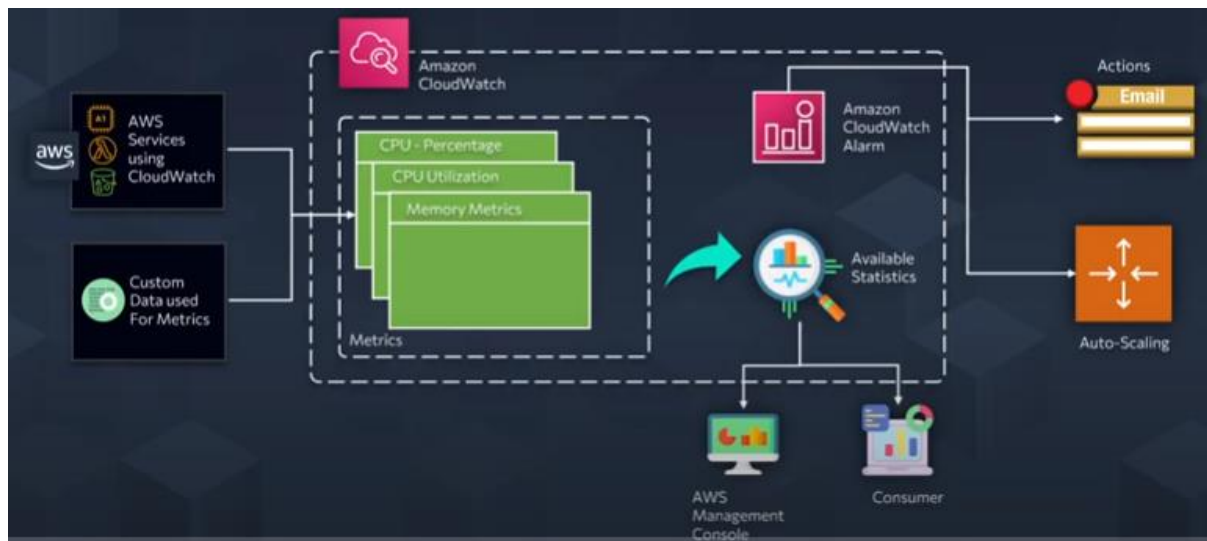 Amazon
CloudWatch
aws
A1
AWS
Services
using
CloudWatch
Custom
Data used
For Metrics
CPU - Percentage
CPU Utilization
Memory Metrics
Metrics
Amazon
CloudWatch
Alarm
Available
Statistics
Actions
Email
Auto-Scaling
AWS
Management
Console
Consumer